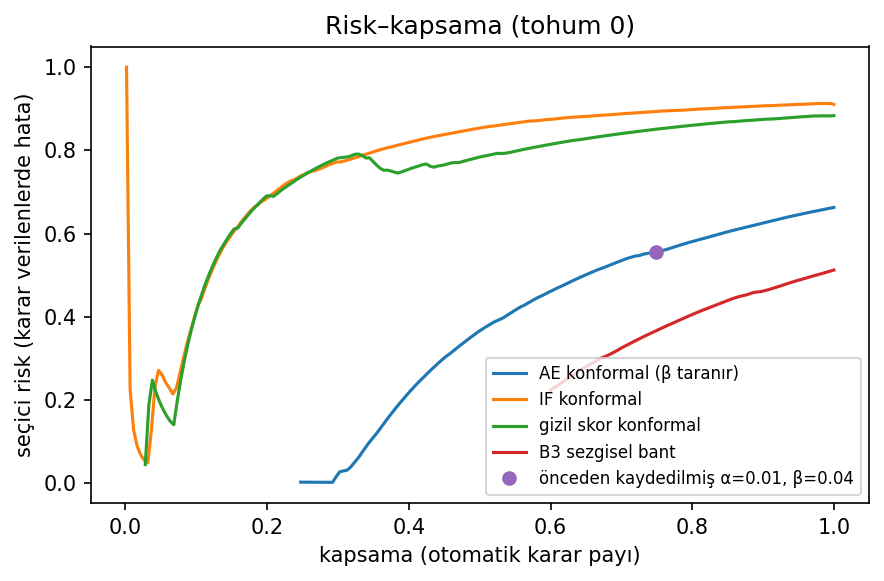 Risk–kapsama (tohum 0)
seçici risk (karar verilenlerde hata)
1.0
0.8
0.6
0.4
0.2
0.0
AE konformal (β taranır)
IF konformal
gizil skor konformal
B3 sezgisel bant
önceden kaydedilmiş α=0.01, β=0.04
0.0 0.2 0.4 0.6 0.8 1.0
kapsama (otomatik karar payı)